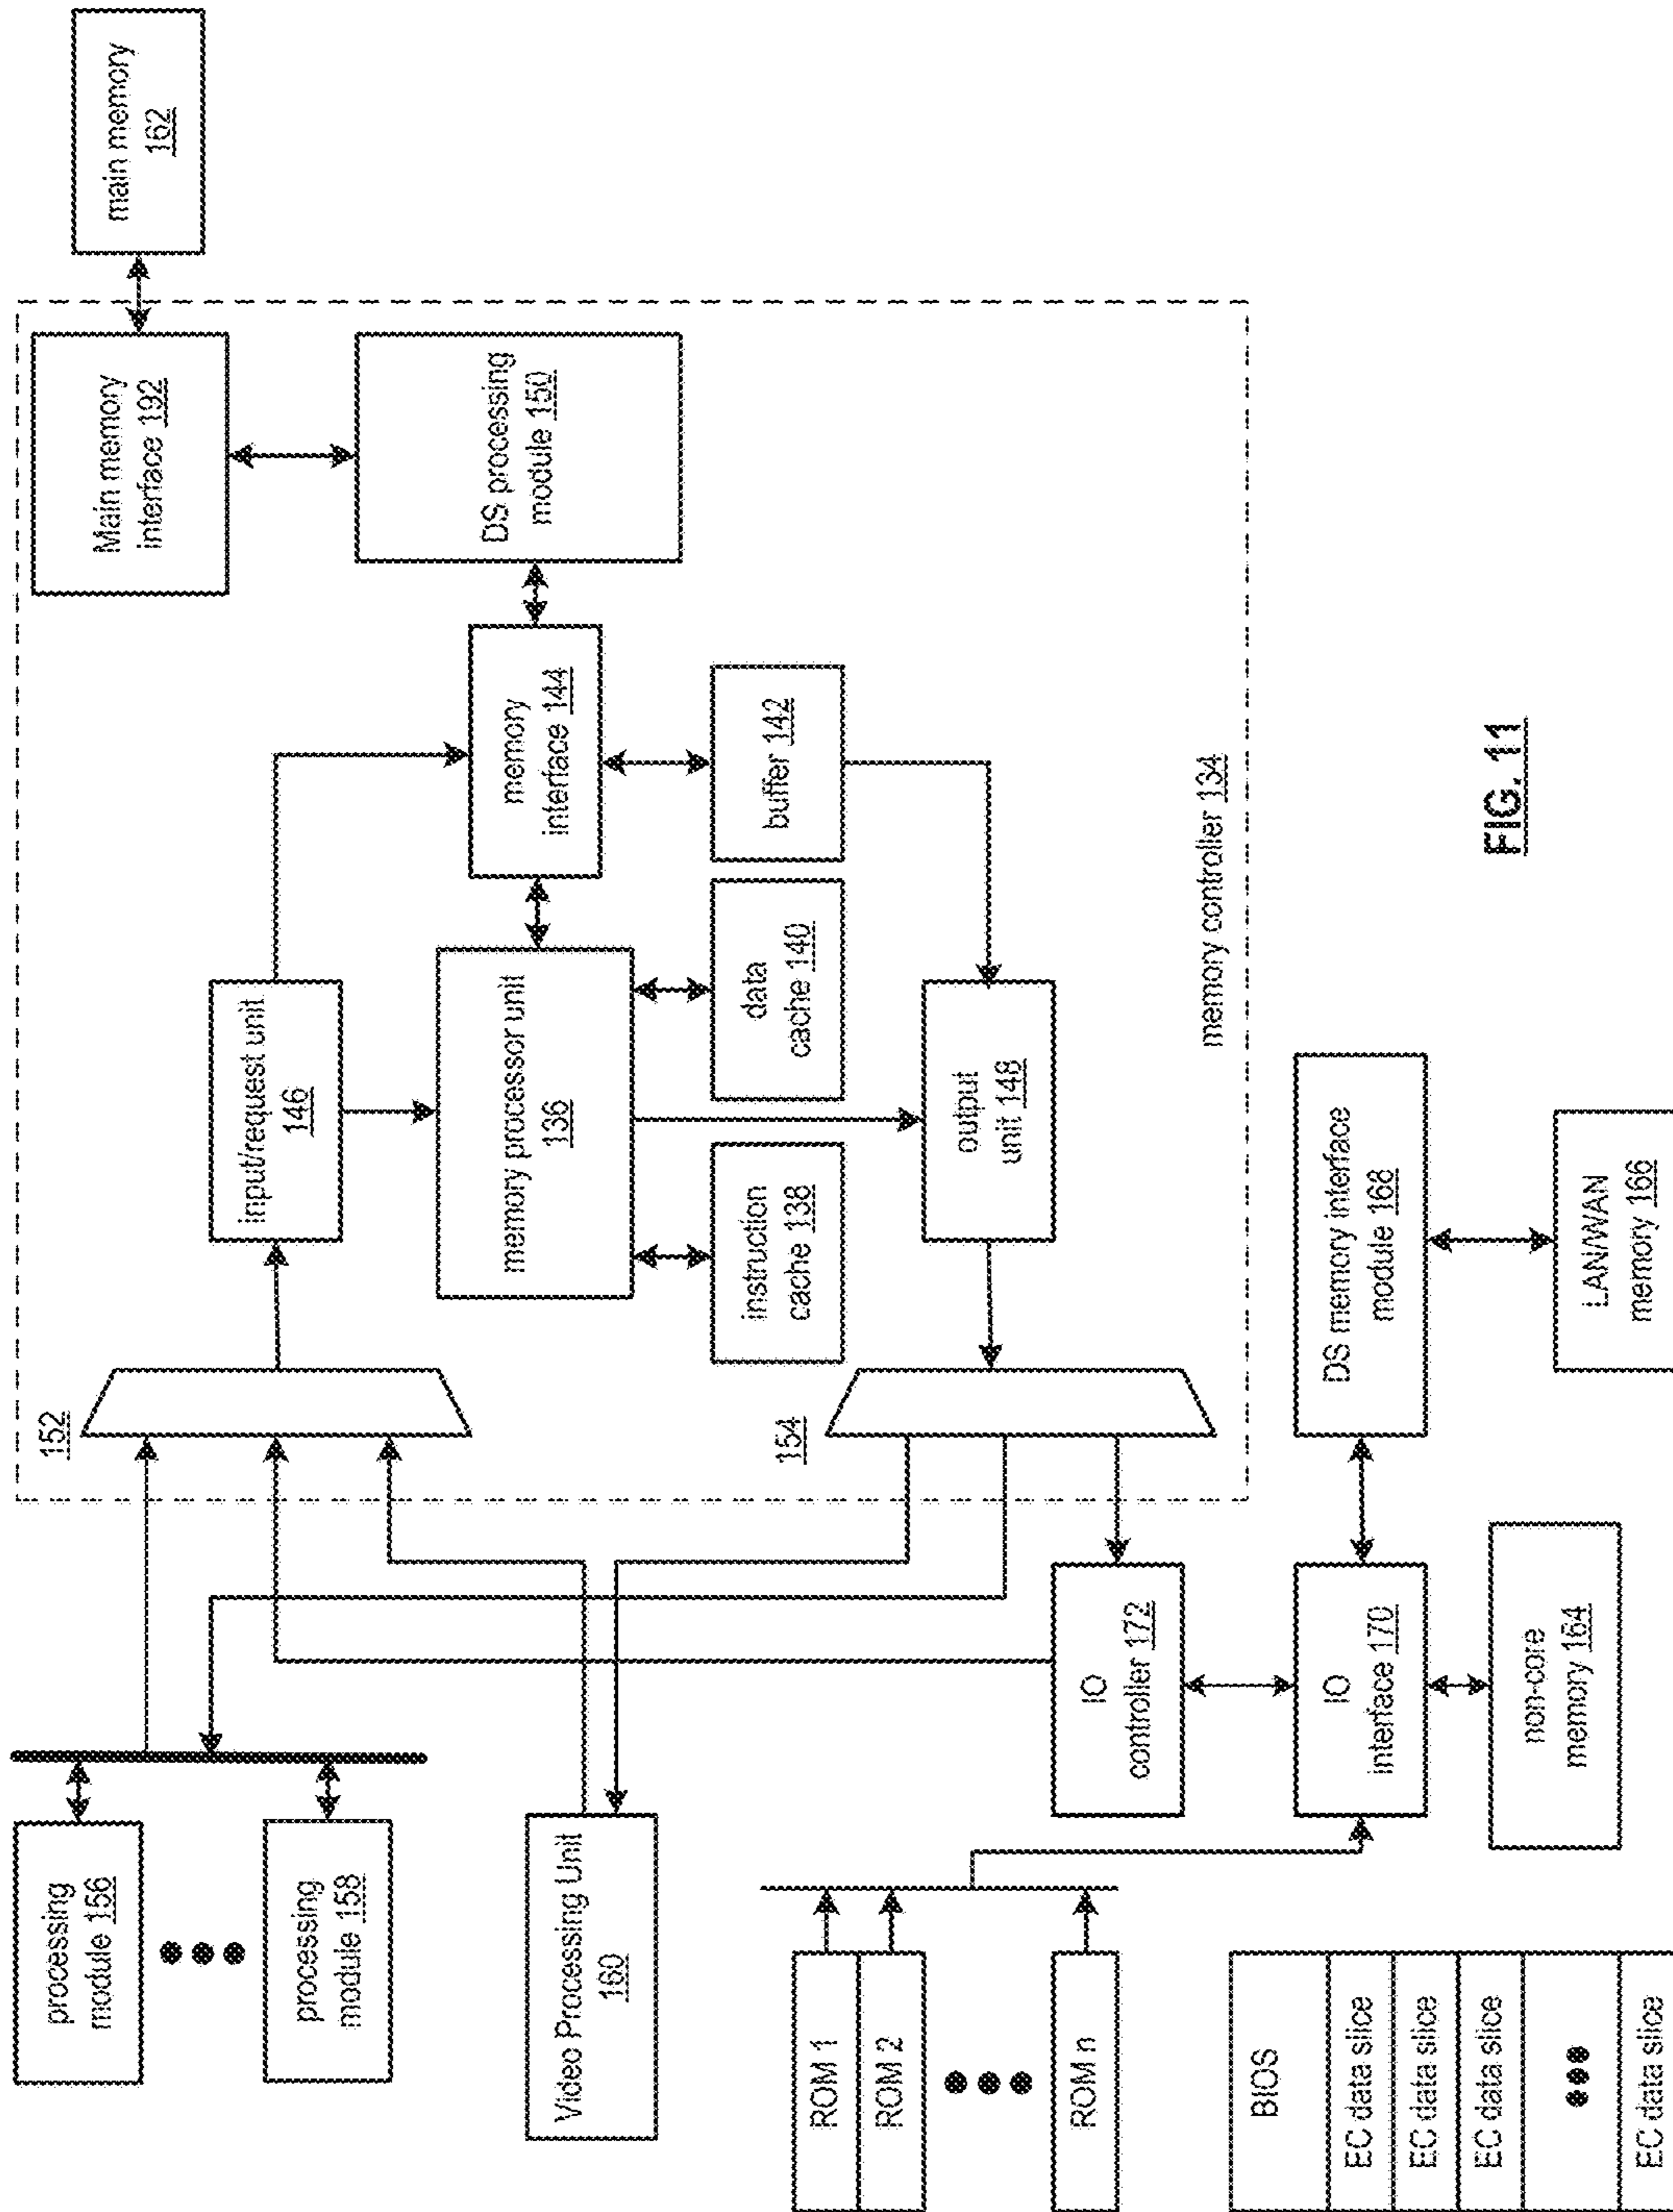 processing
module 156
processing
module 158
Video Processing Unit
160
ROM 1
ROM 2
ROM n
BIOS
EC data slice
EC data slice
EC data slice
EC data slice
152
154
input/request unit
146
memory processor unit
136
instruction
cache 138
data
cache 140
output
unit 148
memory
interface 144
buffer 142
Main memory
interface 192
DS processing
module 150
memory controller 134
main memory
162
IO
controller 172
IO
interface 170
non-core
memory 164
DS memory interface
module 168
LAN/WAN
memory 166
FIG. 11